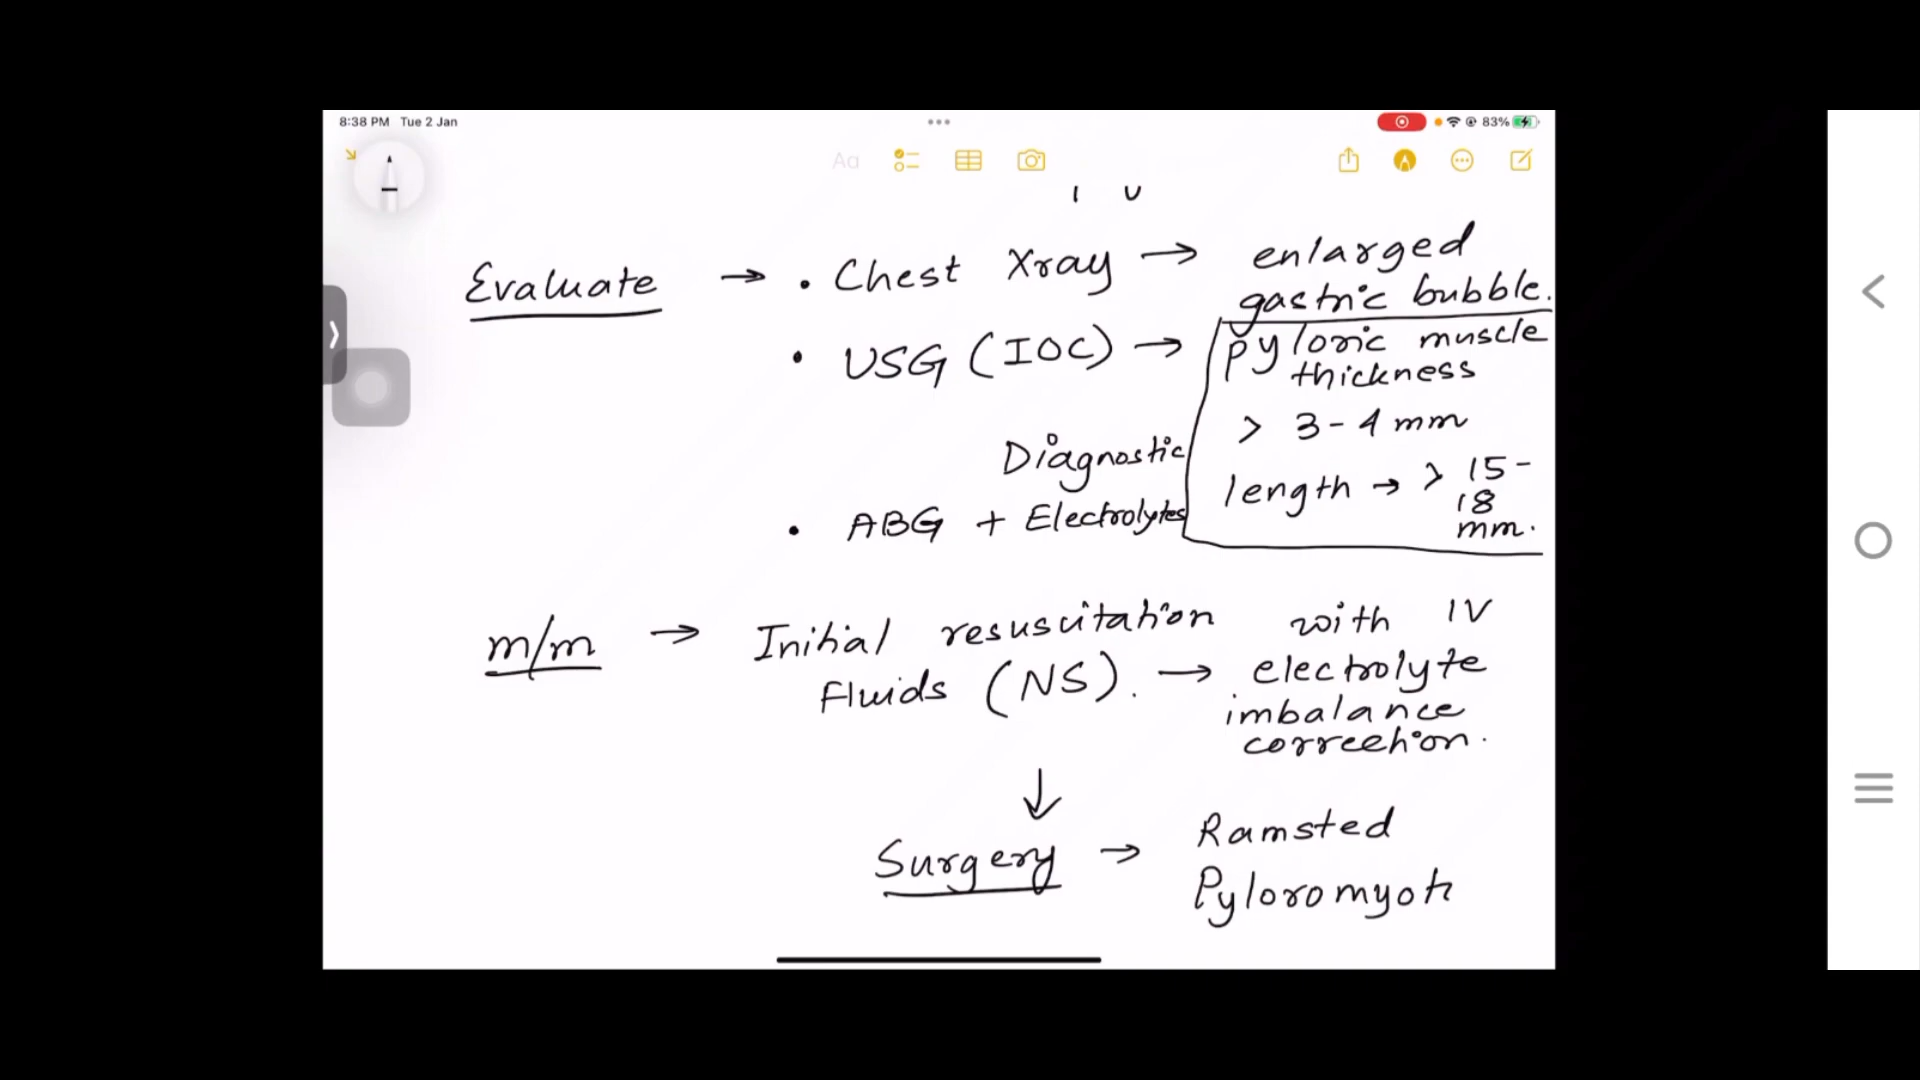 8:38 PM Tue 2 Jan
83%
Aa
Evaluate → • Chest Xray → enlarged
gastric bubble.
• USG (IOC) → pyloric muscle
thickness
> 3-4 mm
Diagnostic
length → > 15-
18
mm.
• ABG + Electrolytes
m/m → Initial resuscitation with IV
Fluids (NS). → electrolyte
imbalance
correction.
↓
Surgery → Ramsted
Pyloromyoti